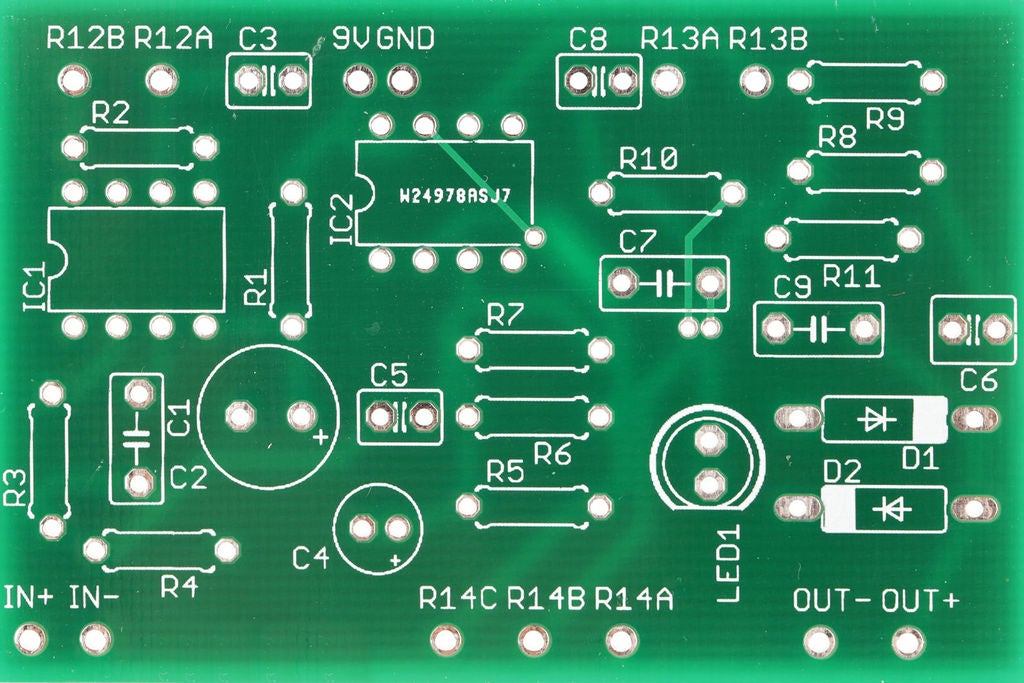 R12B R12A C3 9V GND C8 R13A R13B
R2
R9
R8
R10
W24978ASJ7
IC2
C7
IC1
R1
R11
C9
R7
C5
C6
C1
R6
D1
R3
C2
R5
D2
C4
LED1
R4
IN+ IN-
R14C R14B R14A
OUT- OUT+
+
+